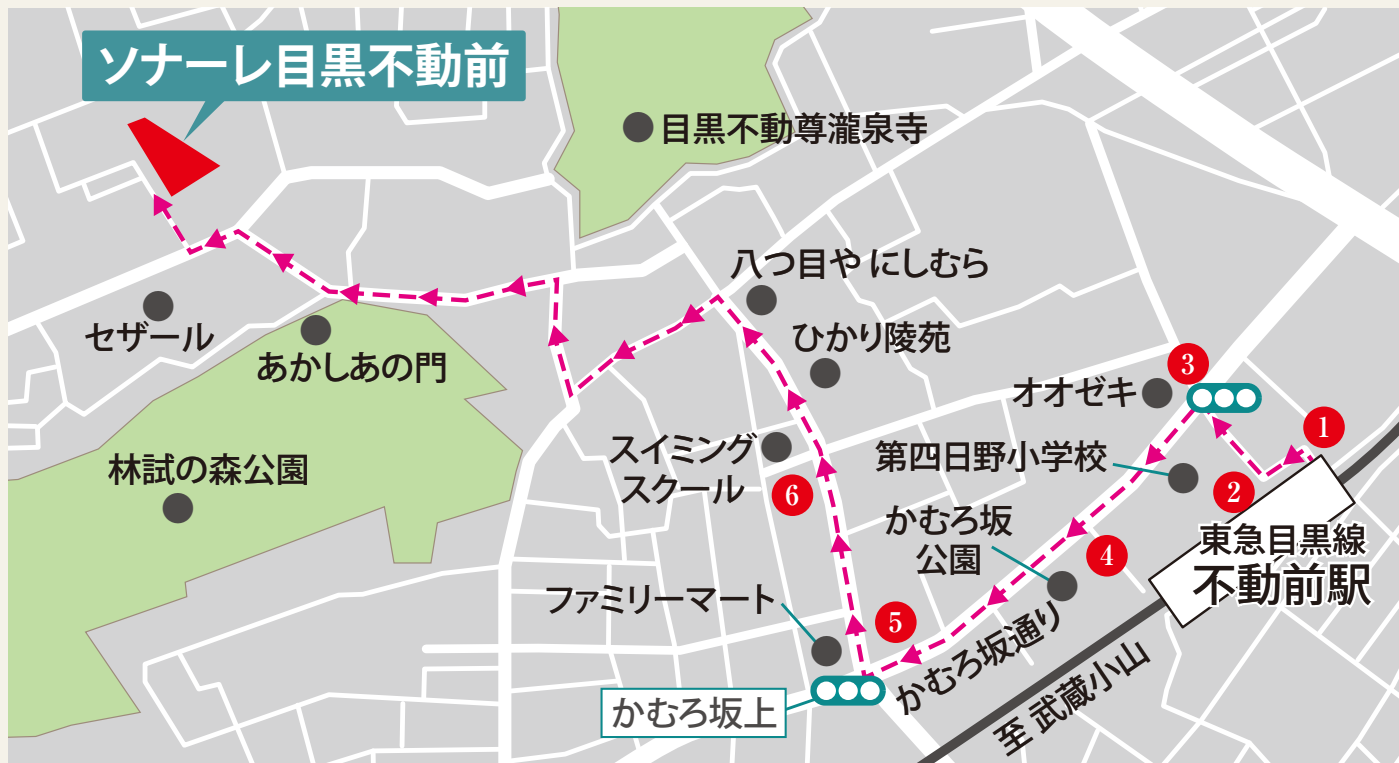 ソナーレ目黒不動前
目黒不動尊瀧泉寺
八つ目や にしむら
ひかり陵苑
セザール
あかしあの門
オオゼキ
3
1
林試の森公園
スイミング
スクール
6
第四日野小学校
2
かむろ坂
公園
4
東急目黒線
不動前駅
ファミリーマート
5
かむろ坂通り
至 武蔵小山
かむろ坂上